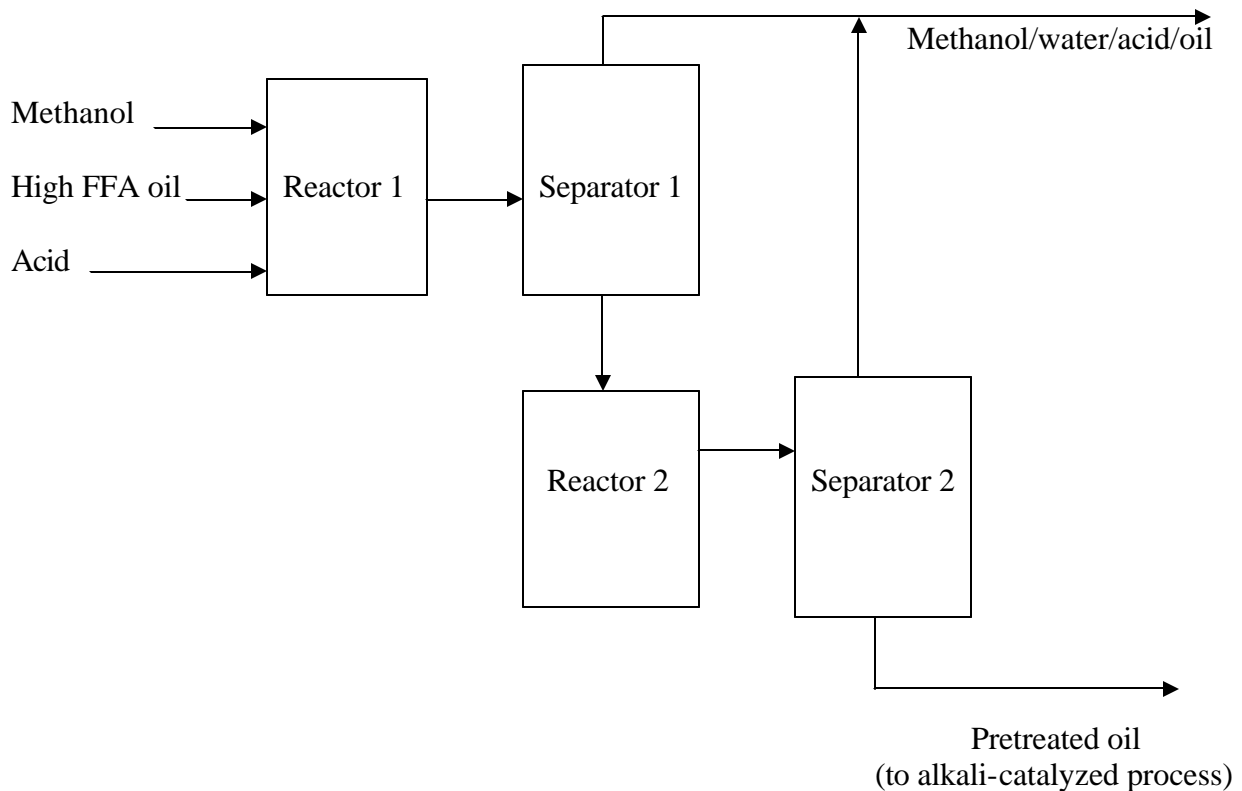 Methanol/water/acid/oil
Methanol
High FFA oil
Acid
Reactor 1
Separator 1
Reactor 2
Separator 2
Pretreated oil
(to alkali-catalyzed process)